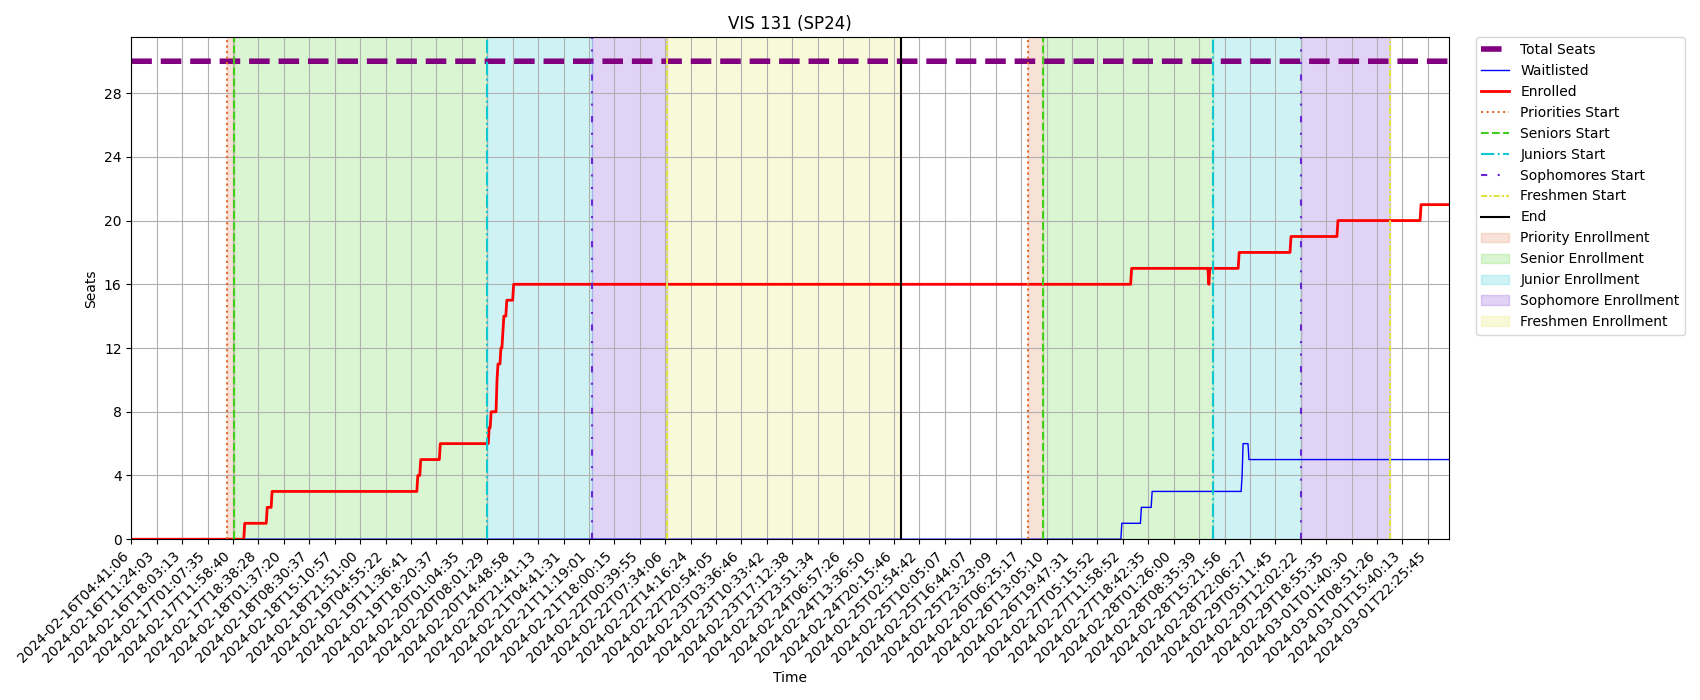 VIS 131 (SP24)
Seats
28
24
20
16
12
8
4
0
2024-02-16T04:41:06
2024-02-16T11:24:03
2024-02-16T18:03:13
2024-02-17T01:07:35
2024-02-17T11:58:40
2024-02-17T18:38:28
2024-02-18T01:37:20
2024-02-18T08:30:37
2024-02-18T15:10:57
2024-02-18T21:51:00
2024-02-19T04:55:22
2024-02-19T11:36:41
2024-02-19T18:20:37
2024-02-20T01:04:35
2024-02-20T08:01:29
2024-02-20T14:48:58
2024-02-20T21:41:13
2024-02-21T04:41:31
2024-02-21T11:19:01
2024-02-21T18:00:15
2024-02-22T00:39:55
2024-02-22T07:34:06
2024-02-22T14:16:24
2024-02-22T20:54:05
2024-02-23T03:36:46
2024-02-23T10:33:42
2024-02-23T17:12:38
2024-02-23T23:51:34
2024-02-24T06:57:26
2024-02-24T13:36:50
2024-02-24T20:15:46
2024-02-25T02:54:42
2024-02-25T10:05:07
2024-02-25T16:44:07
2024-02-25T23:23:09
2024-02-26T06:25:17
2024-02-26T13:05:10
2024-02-26T19:47:31
2024-02-27T05:15:52
2024-02-27T11:58:52
2024-02-27T18:42:35
2024-02-28T01:26:00
2024-02-28T08:35:39
2024-02-28T15:21:56
2024-02-28T22:06:27
2024-02-29T05:11:45
2024-02-29T12:02:22
2024-02-29T18:55:35
2024-03-01T01:40:30
2024-03-01T08:51:26
2024-03-01T15:40:13
2024-03-01T22:25:45
Time
Total Seats
Waitlisted
Enrolled
Priorities Start
Seniors Start
Juniors Start
Sophomores Start
Freshmen Start
End
Priority Enrollment
Senior Enrollment
Junior Enrollment
Sophomore Enrollment
Freshmen Enrollment